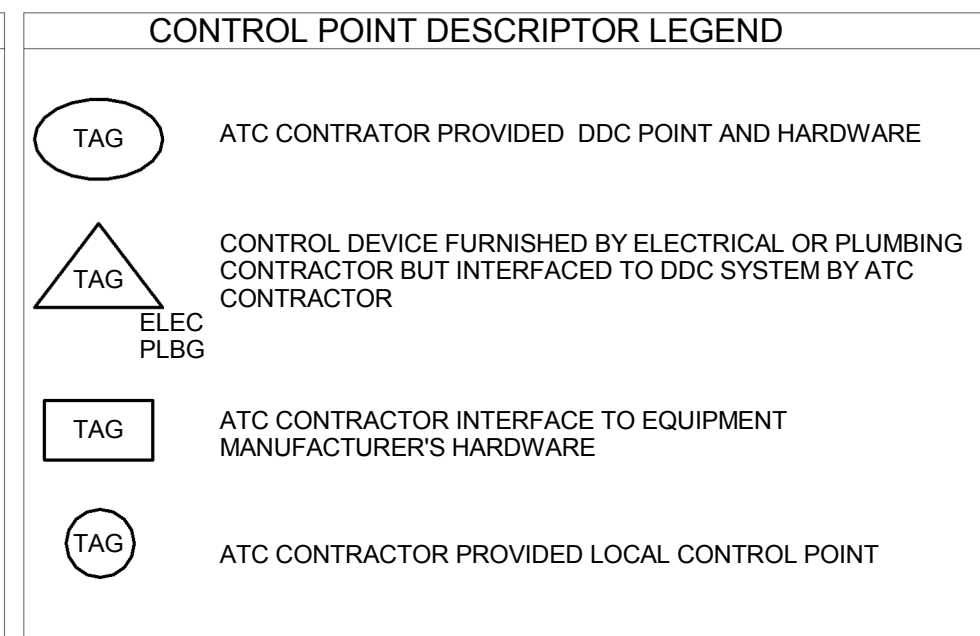 CONTROL POINT DESCRIPTOR LEGEND
TAG
ATC CONTRATOR PROVIDED DDC POINT AND HARDWARE
TAG
ELEC
PLBG
CONTROL DEVICE FURNISHED BY ELECTRICAL OR PLUMBING
CONTRACTOR BUT INTERFACED TO DDC SYSTEM BY ATC
CONTRACTOR
TAG
ATC CONTRACTOR INTERFACE TO EQUIPMENT
MANUFACTURER'S HARDWARE
TAG
ATC CONTRACTOR PROVIDED LOCAL CONTROL POINT